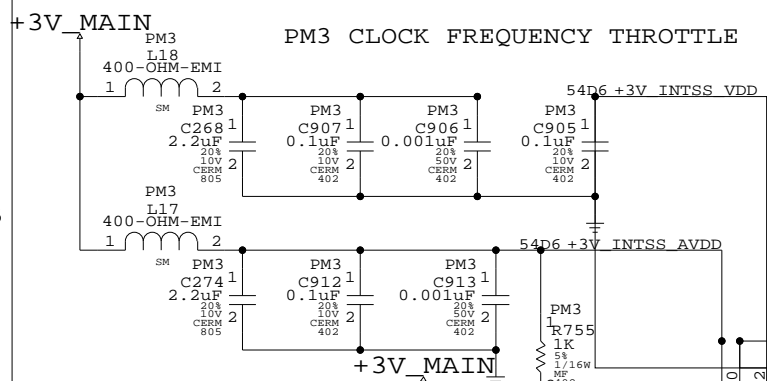 +3V_MAIN
PM3 CLOCK FREQUENCY THROTTLE
PM3
L18
400-OHM-EMI
1 2
SM
54D6 +3V_INTSS_VDD
PM3
C268 1
2.2uF
20%
10V 2
CERM
805
PM3
C907 1
0.1uF
20%
10V 2
CERM
402
PM3
C906 1
0.001uF
20%
50V 2
CERM
402
PM3
C905 1
0.1uF
20%
10V 2
CERM
402
PM3
L17
400-OHM-EMI
1 2
SM
54D6 +3V_INTSS_AVDD
PM3
C274 1
2.2uF
20%
10V 2
CERM
805
PM3
C912 1
0.1uF
20%
10V 2
CERM
402
PM3
C913 1
0.001uF
20%
50V 2
CERM
402
PM3
1
R755
1K
5%
1/16W
MF
+3V_MAIN
2